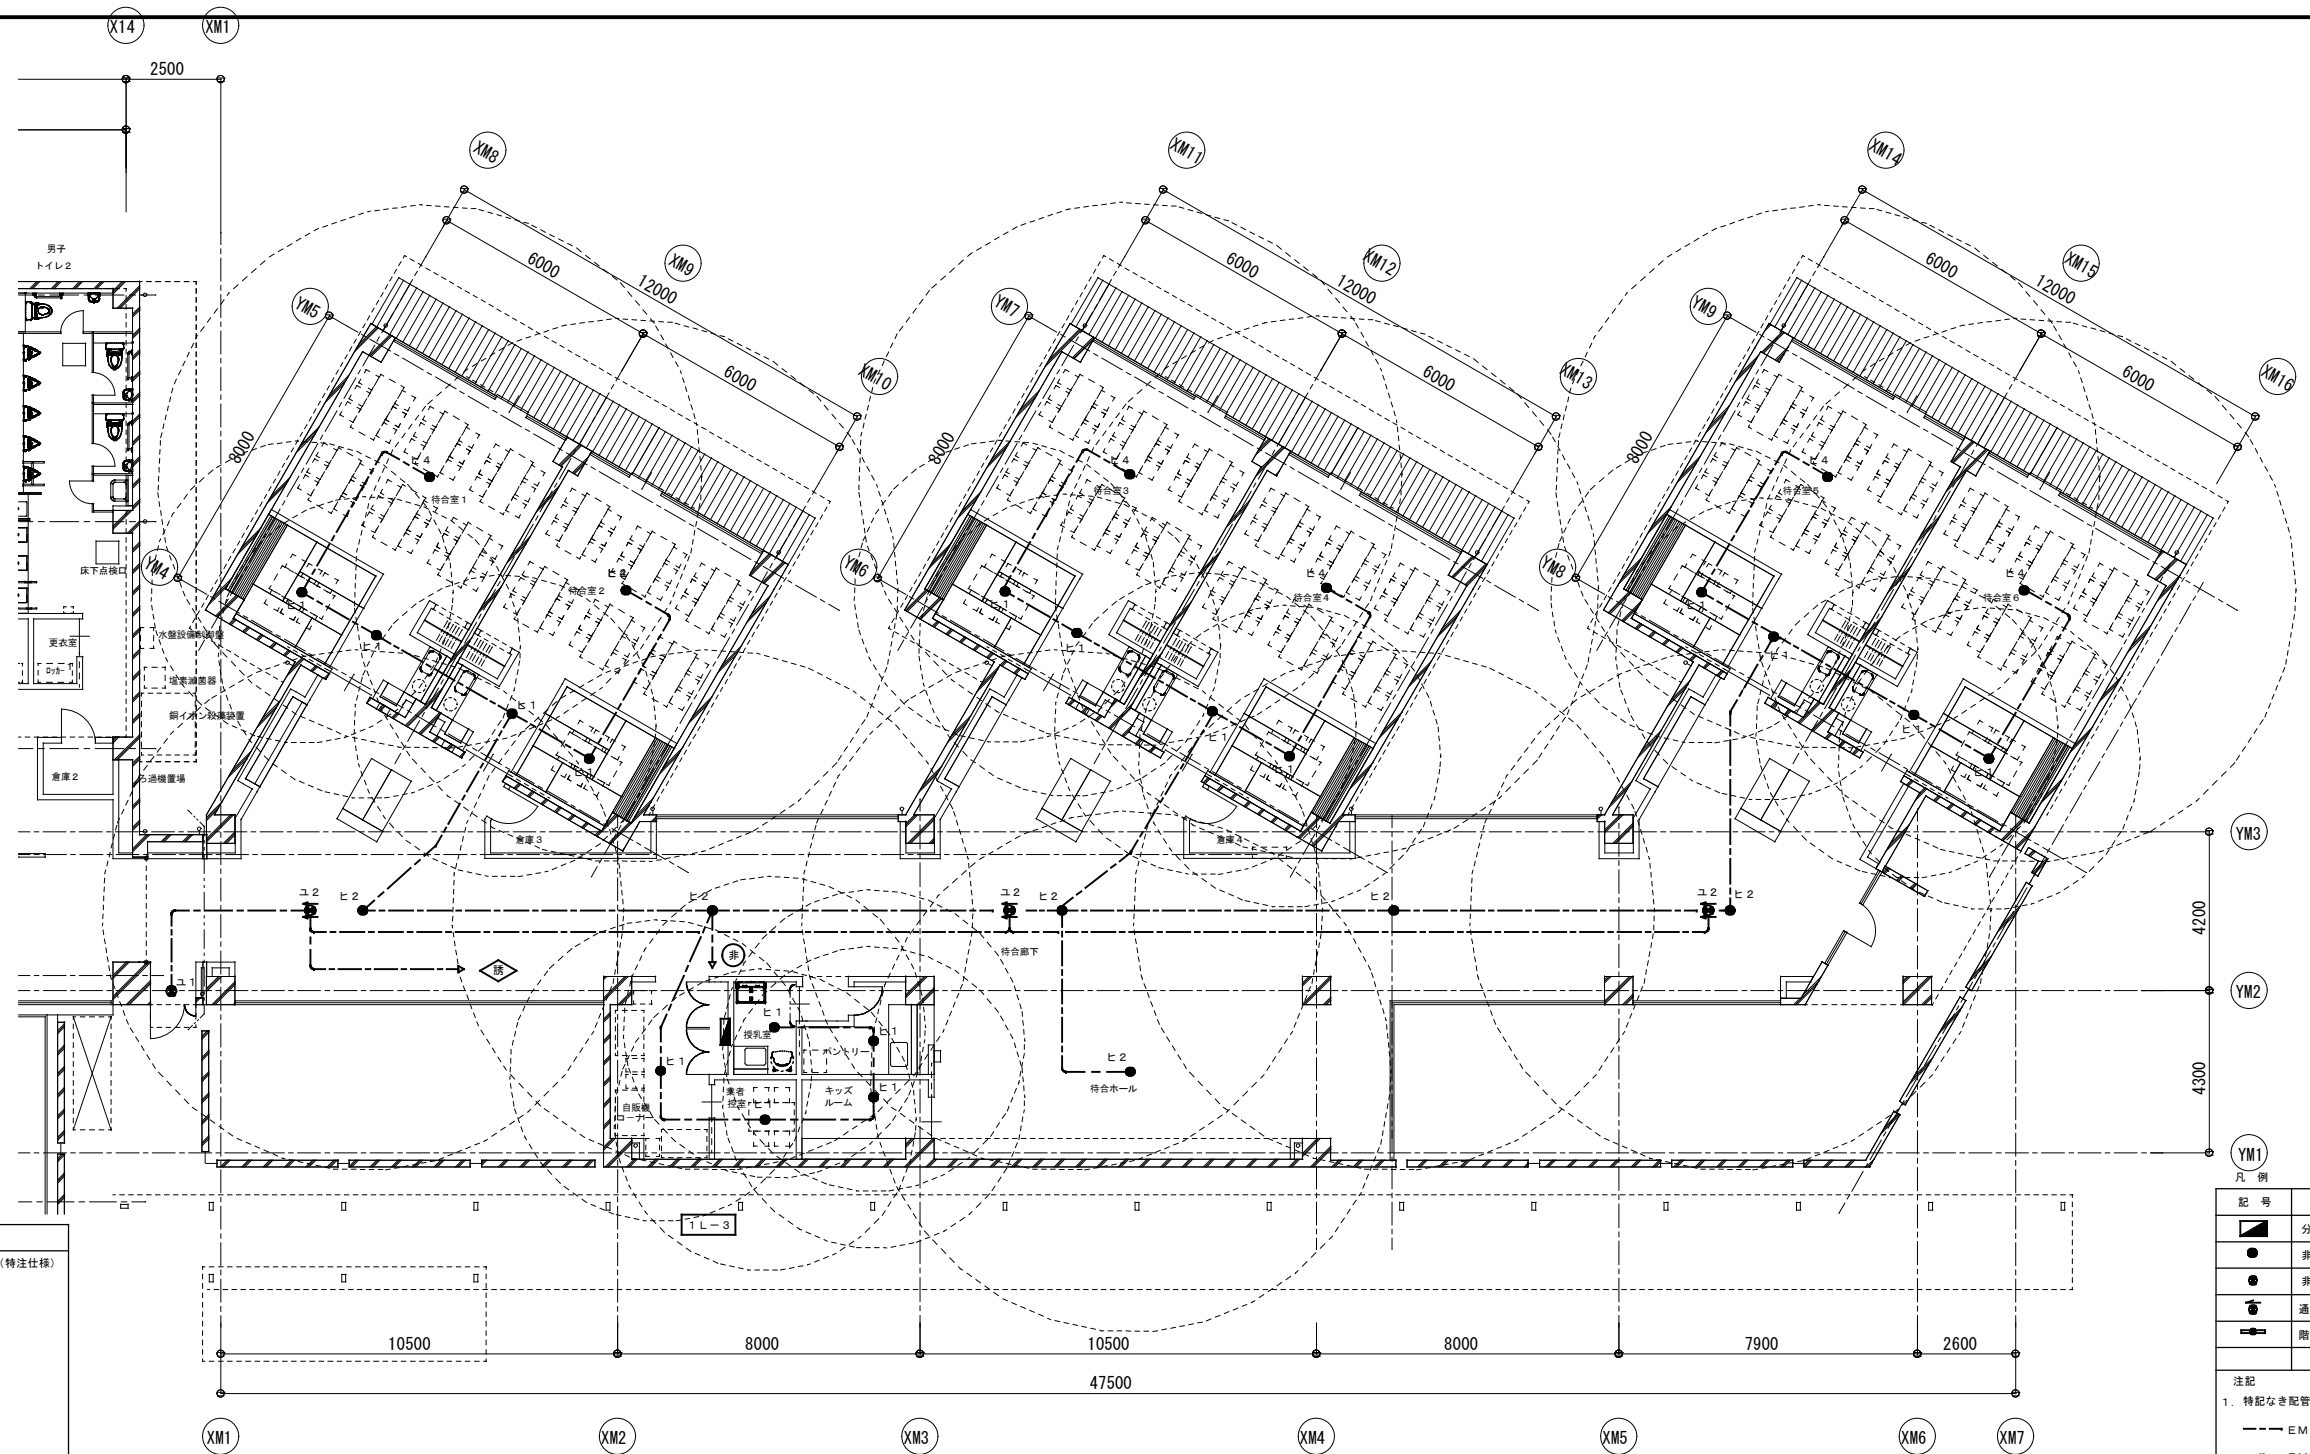 X14
XM1
2500
XM8
XM11
XM14
6000
XM9
12000
6000
XM12
12000
6000
XM15
12000
男子
トイレ2
YM5
YM7
YM9
6000
XM10
6000
XM13
6000
XM16
8000
8000
8000
ヒ4
待合室1
ヒ4
待合室3
ヒ4
待合室5
床下点検口
YM4
YM6
YM8
待合室2
ヒ4
待合室4
ヒ4
待合室6
ヒ1
ヒ1
ヒ1
更衣室
水盤設備制御盤
ヒ1
ヒ1
ヒ1
ロッカー
塩素滅菌器
銅イオン殺藻装置
ヒ1
ヒ1
ヒ1
倉庫2
ろ過機置場
ヒ1
ヒ1
ヒ1
倉庫3
倉庫4
YM3
ユ2
ヒ2
ヒ2
ユ2
ヒ2
ヒ2
ユ2
ヒ2
4200
待合廊下
非
誘
ユ1
YM2
ヒ1
授乳室
ヒ1
パントリー
ヒ1
ヒ2
待合ホール
4300
業者
控室
キッズ
ルーム
ヒ1
自販機
コーナー
ヒ1
YM1
凡 例
記 号
1L-3
分
(特注仕様)
非
非
通
階
10500
8000
10500
8000
7900
2600
47500
注記
1. 特記なき配管
EM
XM1
XM2
XM3
XM4
XM5
XM6
XM7